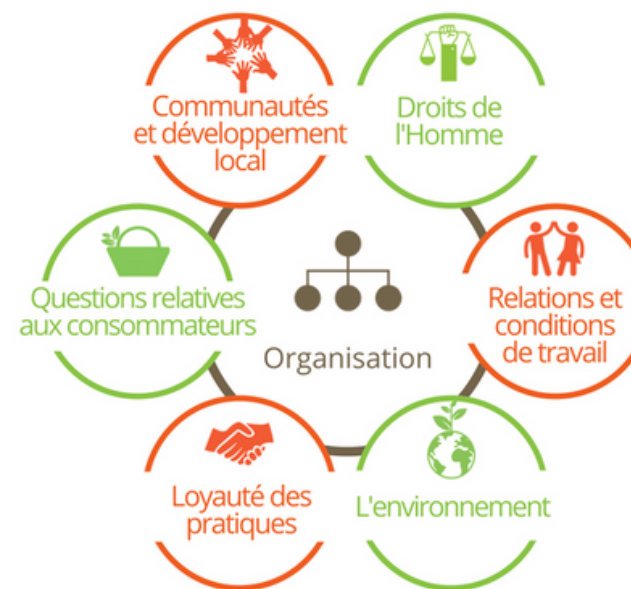 Communautés
et développement
local
Droits de
l'Homme
Questions relatives
aux consommateurs
Organisation
Relations et
conditions
de travail
Loyauté des
pratiques
L'environnement